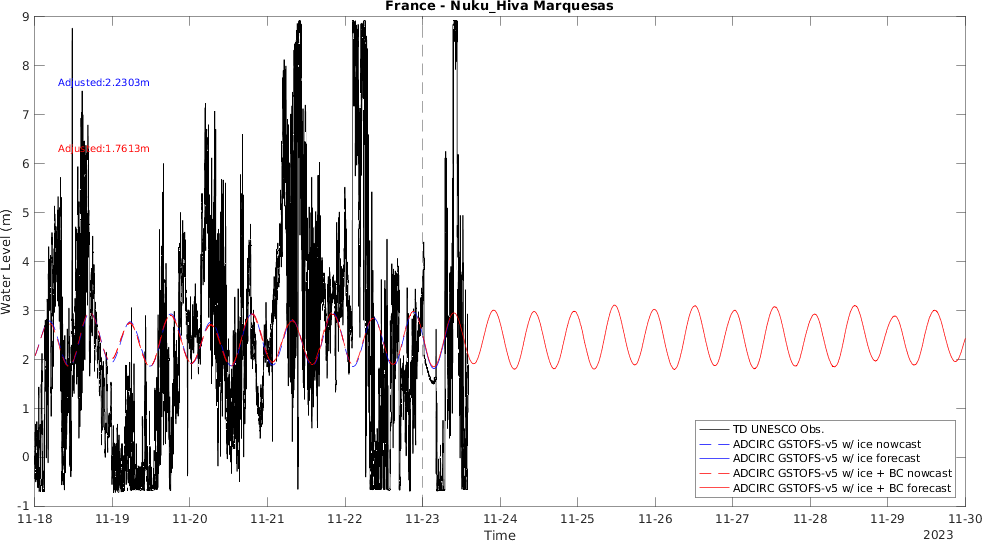 France - Nuku_Hiva Marquesas
9
8
7
6
5
4
3
2
1
0
-1
Water Level (m)
Adjusted:2.2303m
Adjusted:1.7613m
TD UNESCO Obs.
ADCIRC GSTOFS-v5 w/ ice nowcast
ADCIRC GSTOFS-v5 w/ ice forecast
ADCIRC GSTOFS-v5 w/ ice + BC nowcast
ADCIRC GSTOFS-v5 w/ ice + BC forecast
11-18 11-19 11-20 11-21 11-22 11-23 11-24 11-25 11-26 11-27 11-28 11-29 11-30
Time
2023